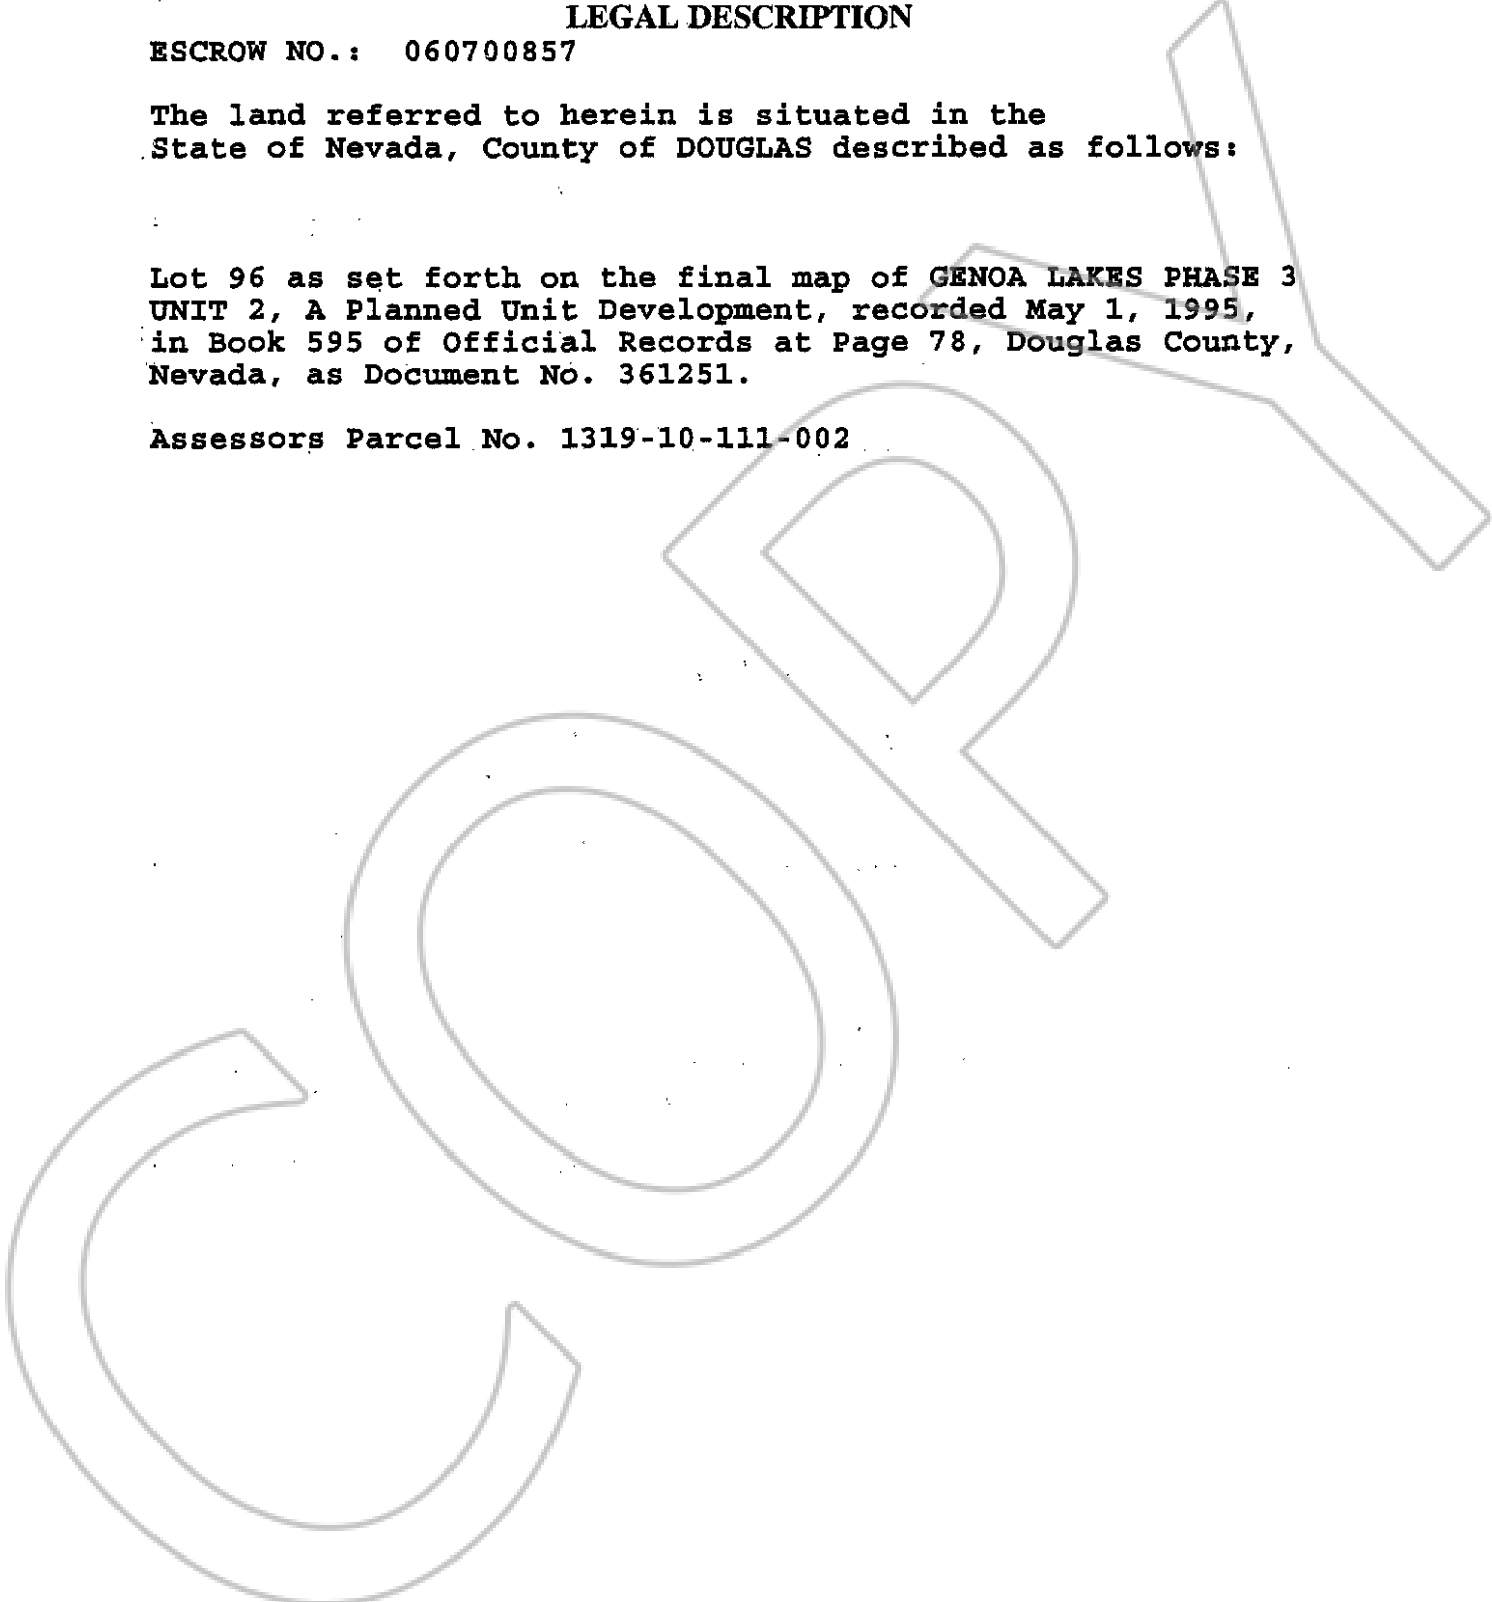 LEGAL DESCRIPTION
ESCROW NO.: 060700857
The land referred to herein is situated in the
State of Nevada, County of DOUGLAS described as follows:
Lot 96 as set forth on the final map of GENOA LAKES PHASE 3
UNIT 2, A Planned Unit Development, recorded May 1, 1995,
in Book 595 of Official Records at Page 78, Douglas County,
Nevada, as Document No. 361251.
Assessors Parcel No. 1319-10-111-002
COPY